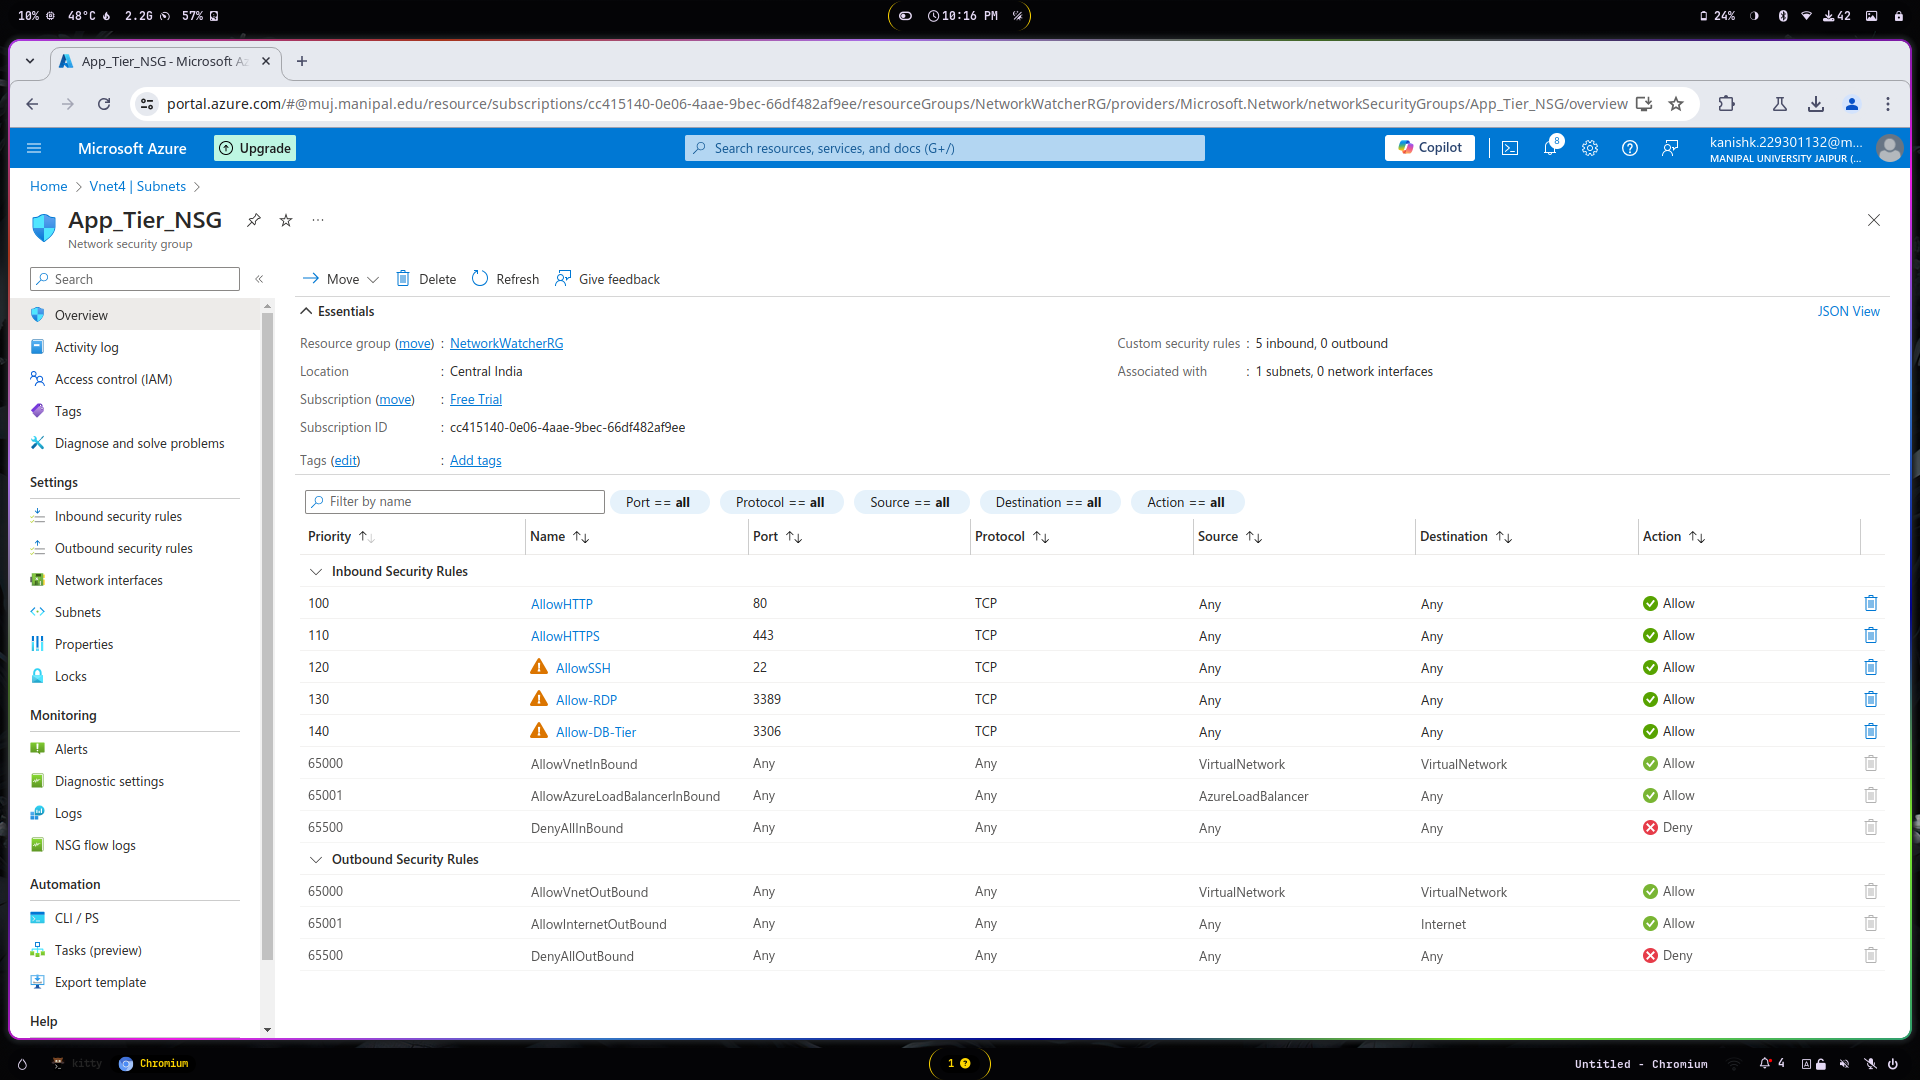 10% 48°C 2.2G 57% 10:16 PM 24% 42
App_Tier_NSG - Microsoft Az
portal.azure.com/#@muj.manipal.edu/resource/subscriptions/cc415140-0e06-4aae-9bec-66df482af9ee/resourceGroups/NetworkWatcherRG/providers/Microsoft.Network/networkSecurityGroups/App_Tier_NSG/overview
Microsoft Azure Upgrade Search resources, services, and docs (G+/) Copilot 8 kanishk.229301132@m...
MANIPAL UNIVERSITY JAIPUR (...
Home > Vnet4 | Subnets >
App_Tier_NSG ...
Network security group
Search «
Overview
Activity log
Access control (IAM)
Tags
Diagnose and solve problems
Settings
Inbound security rules
Outbound security rules
Network interfaces
Subnets
Properties
Locks
Monitoring
Alerts
Diagnostic settings
Logs
NSG flow logs
Automation
CLI / PS
Tasks (preview)
Export template
Help
Move Delete Refresh Give feedback
Essentials JSON View
Resource group (move) : NetworkWatcherRG
Location : Central India
Subscription (move) : Free Trial
Subscription ID : cc415140-0e06-4aae-9bec-66df482af9ee
Tags (edit) : Add tags
Custom security rules : 5 inbound, 0 outbound
Associated with : 1 subnets, 0 network interfaces
Filter by name Port == all Protocol == all Source == all Destination == all Action == all
Priority ↑↓ Name ↑↓ Port ↑↓ Protocol ↑↓ Source ↑↓ Destination ↑↓ Action ↑↓
Inbound Security Rules
100 AllowHTTP 80 TCP Any Any Allow
110 AllowHTTPS 443 TCP Any Any Allow
120 AllowSSH 22 TCP Any Any Allow
130 Allow-RDP 3389 TCP Any Any Allow
140 Allow-DB-Tier 3306 TCP Any Any Allow
65000 AllowVnetInBound Any Any VirtualNetwork VirtualNetwork Allow
65001 AllowAzureLoadBalancerInBound Any Any AzureLoadBalancer Any Allow
65500 DenyAllInBound Any Any Any Any Deny
Outbound Security Rules
65000 AllowVnetOutBound Any Any VirtualNetwork VirtualNetwork Allow
65001 AllowInternetOutBound Any Any Any Internet Allow
65500 DenyAllOutBound Any Any Any Any Deny
kitty Chromium 1 Untitled - Chromium 4